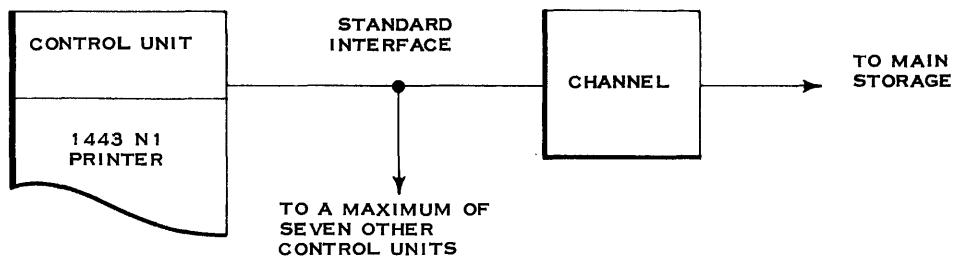 CONTROL UNIT
1443 N1
PRINTER
STANDARD
INTERFACE
TO A MAXIMUM OF
SEVEN OTHER
CONTROL UNITS
CHANNEL
TO MAIN
STORAGE